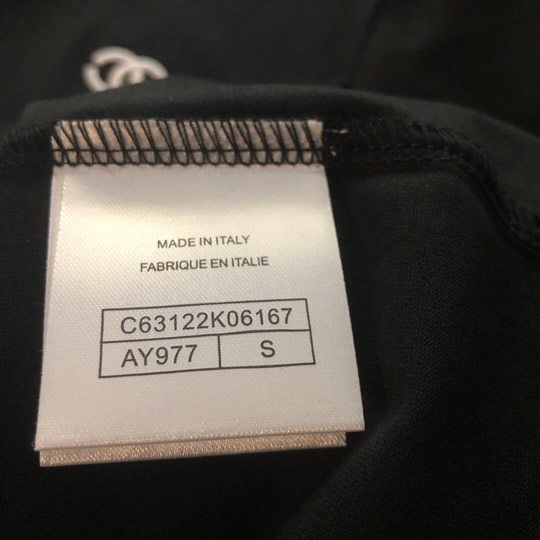 MADE IN ITALY
FABRIQUE EN ITALIE
C63122K06167
AY977 S